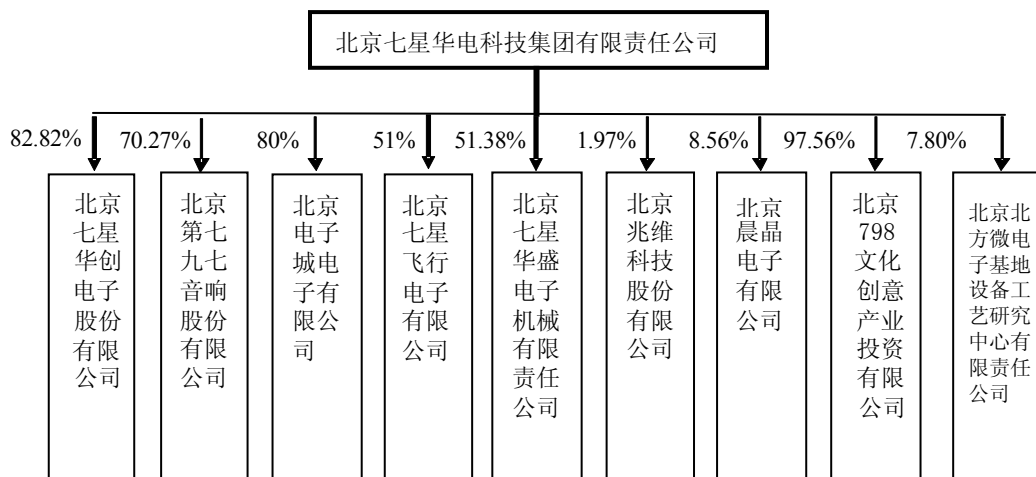 北京七星华电科技集团有限责任公司
82.82%
70.27%
80%
51%
51.38%
1.97%
8.56%
97.56%
7.80%
北京
七星
华创
电子
股份
有限
公司
北京
第七
九七
音响
股份
有限
公司
北京
电子
城电
子有
限公
司
北京
七星
飞行
电子
有限
公司
北京
七星
华盛
电子
机械
有限
责任
公司
北京
兆维
科技
股份
有限
公司
北京
晨晶
电子
有限
公司
北京
798
文化
创意
产业
投资
有限
公司
北京北
方微电
子基地
设备工
艺研究
中心有
限责任
公司